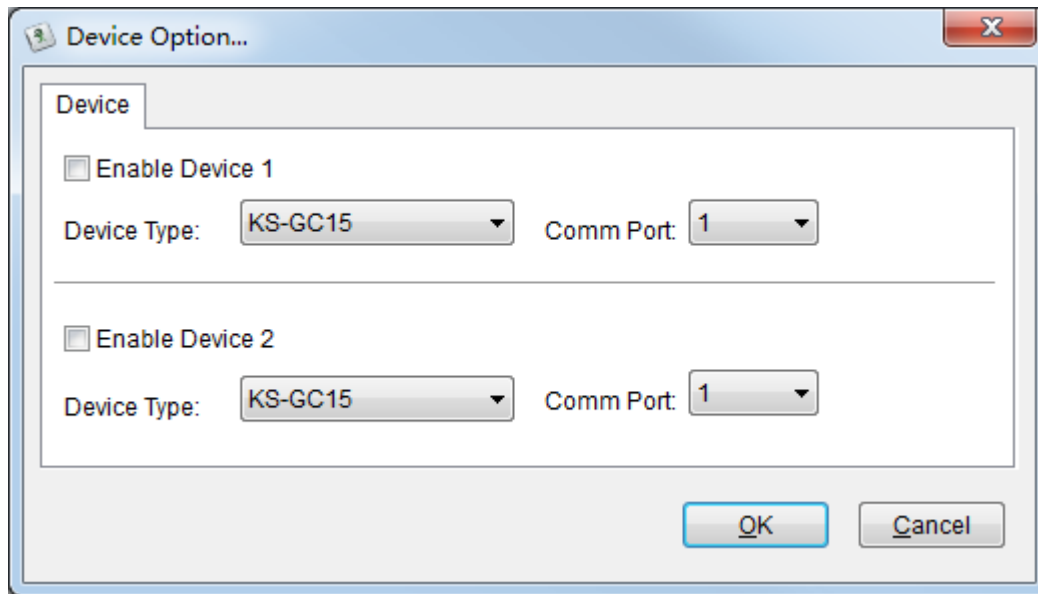 Device Option...
Device
Enable Device 1
Device Type: KS-GC15 Comm Port: 1
Enable Device 2
Device Type: KS-GC15 Comm Port: 1
OK Cancel